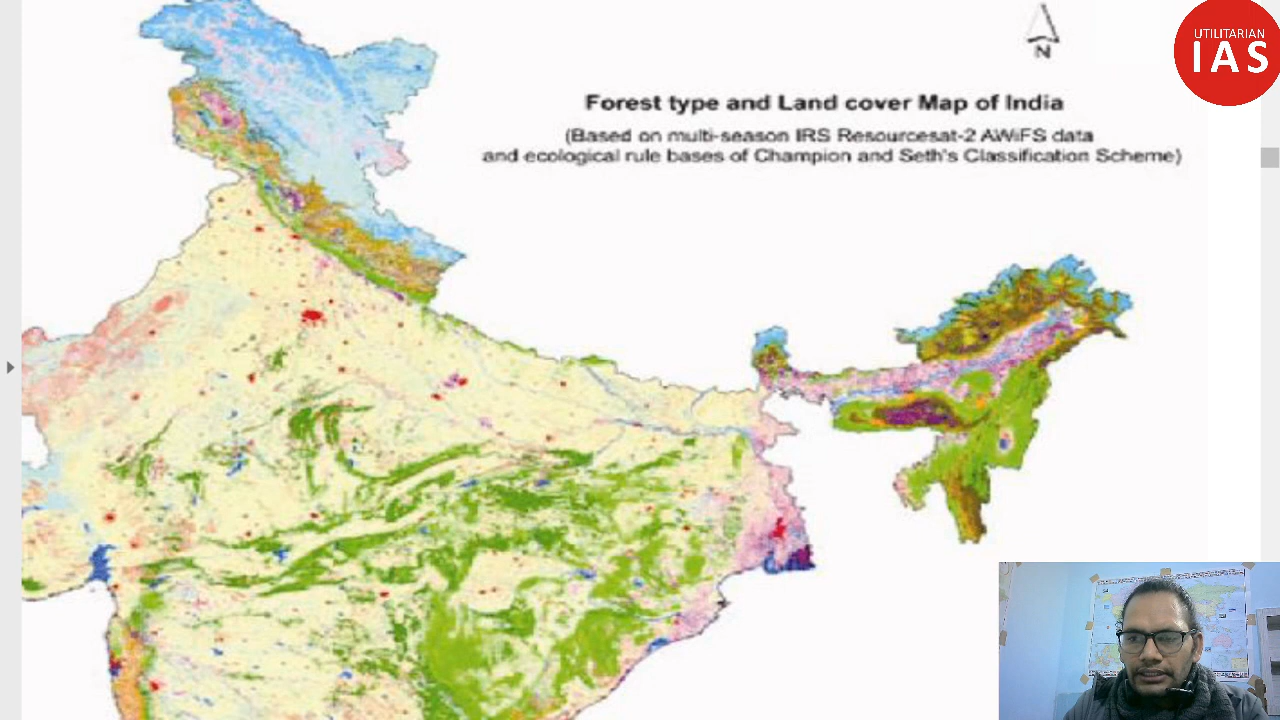 UTILITARIAN
IAS
N
Forest type and Land cover Map of India
(Based on multi-season IRS Resourcesat-2 AWiFS data
and ecological rule bases of Champion and Seth's Classification Scheme)